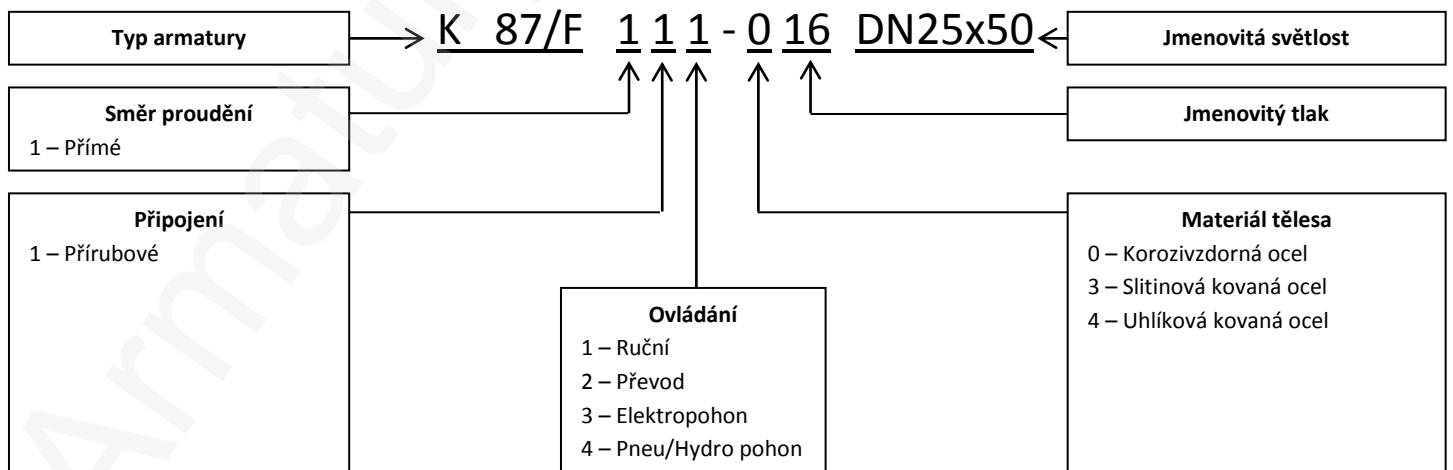 Typ armatury
K 87/F 1 1 1 - 0 16 DN25x50
Jmenovitá světlost
Směr proudění
1 – Přímé
Jmenovitý tlak
Připojení
1 – Přírubové
Materiál tělesa
0 – Korozivzdorná ocel
3 – Slitinová kovaná ocel
4 – Uhlíková kovaná ocel
Ovládání
1 – Ruční
2 – Převod
3 – Elektropohon
4 – Pneu/Hydro pohon
Armatu